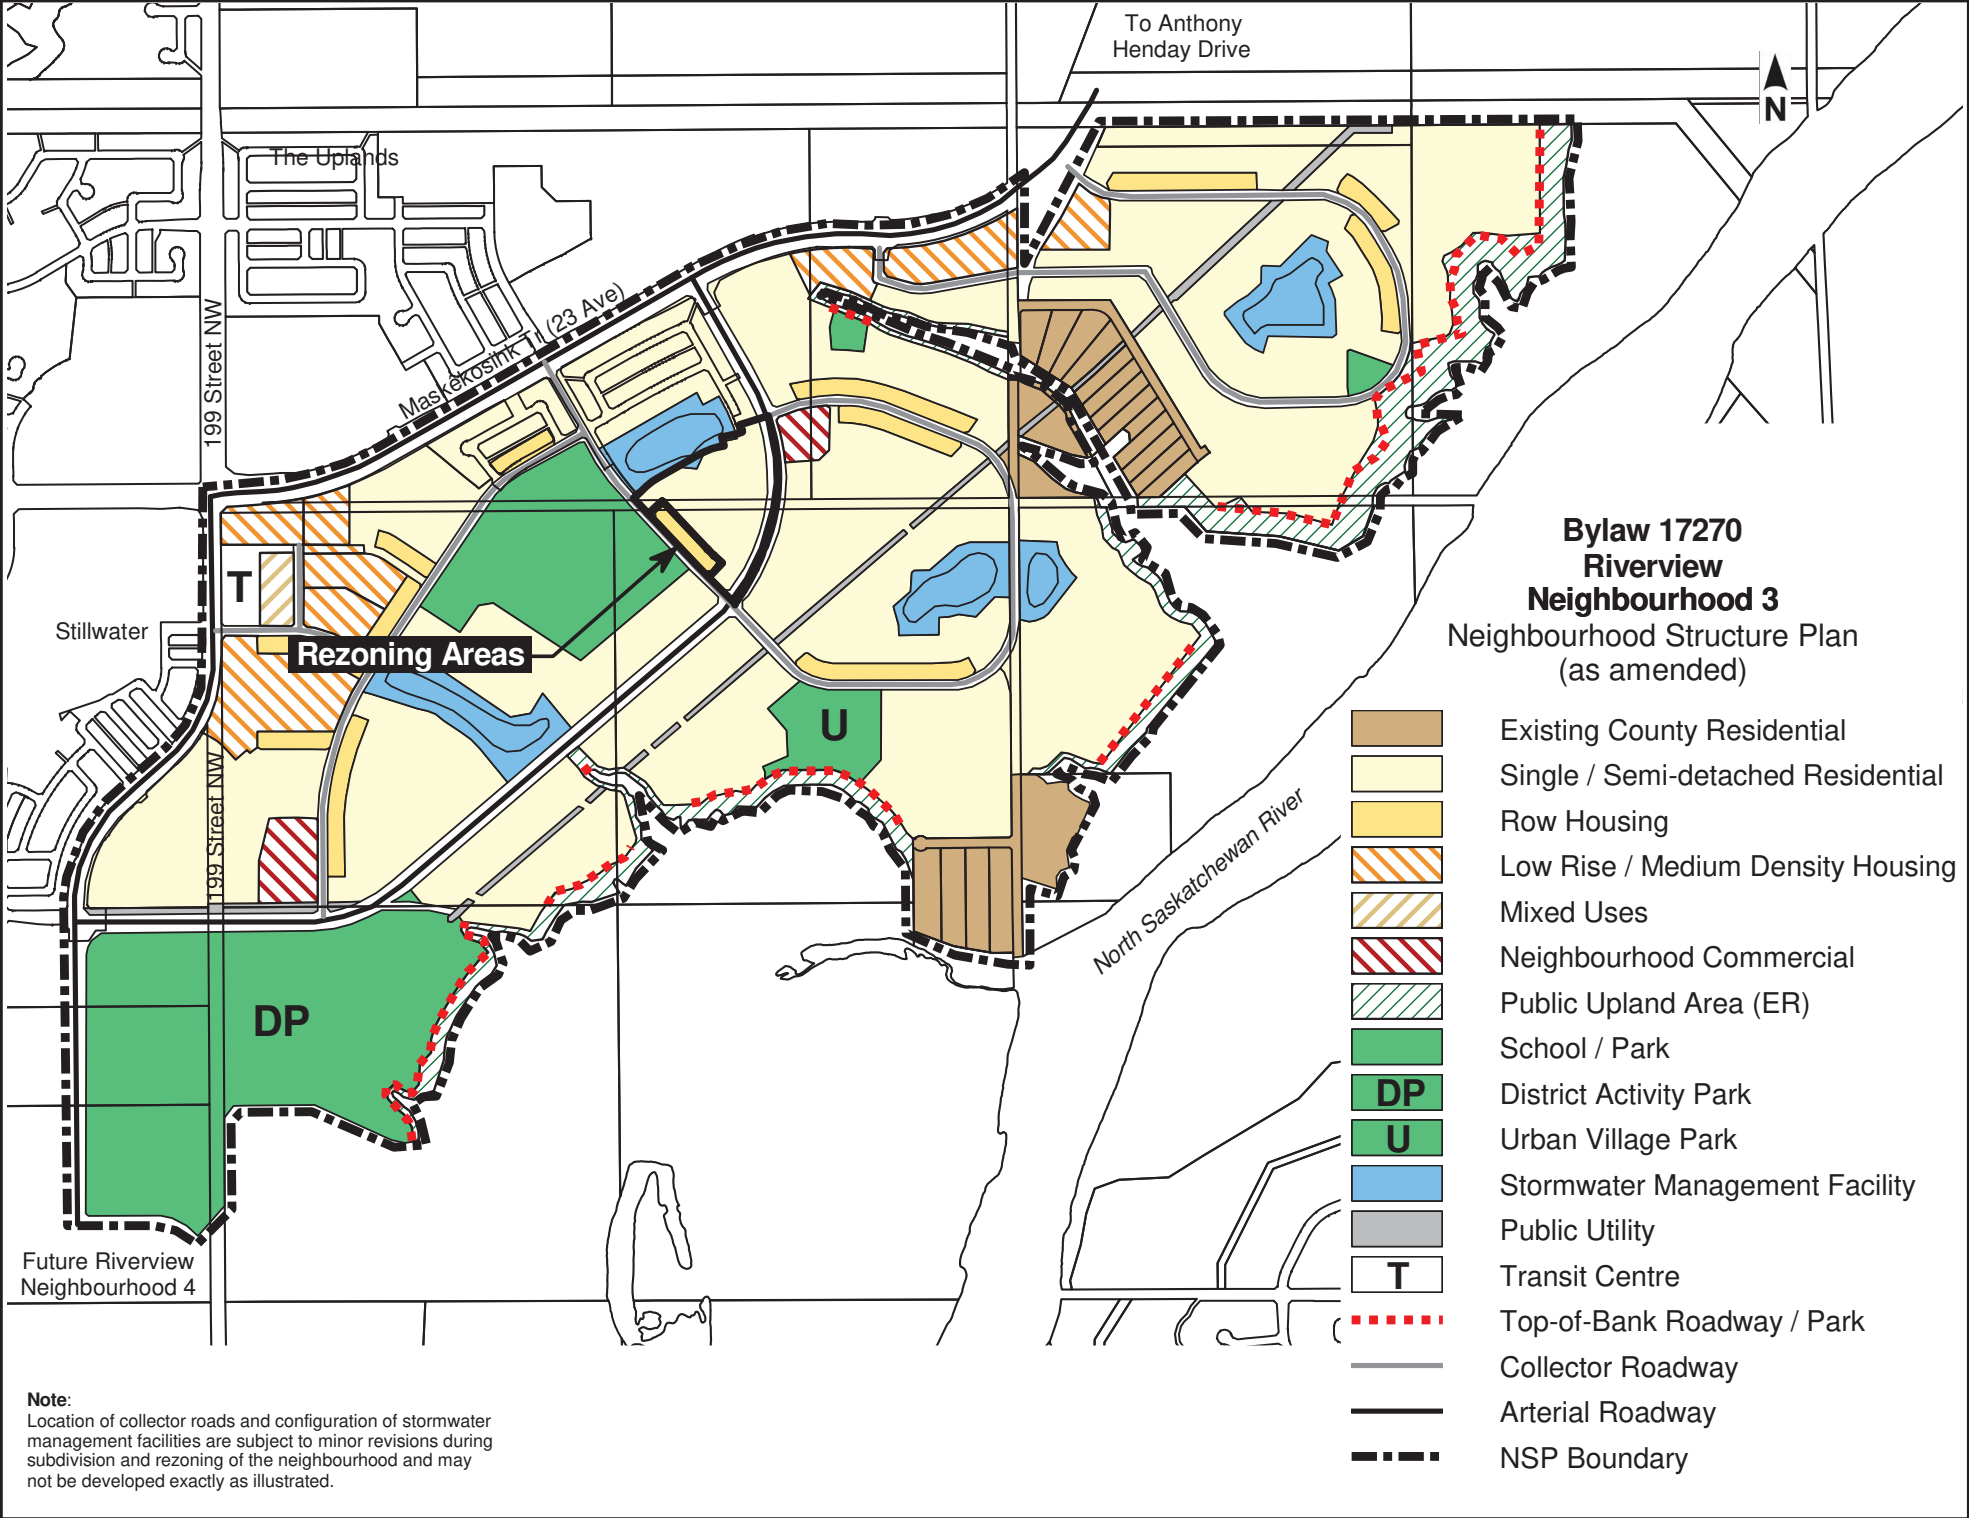 To Anthony
Henday Drive
N
The Uplands
199 Street NW
Maskêkosihk Tr (23 Ave)
T
Stillwater
Rezoning Areas
U
199 Street NW
DP
North Saskatchewan River
Future Riverview
Neighbourhood 4
Bylaw 17270
Riverview
Neighbourhood 3
Neighbourhood Structure Plan
(as amended)
Existing County Residential
Single / Semi-detached Residential
Row Housing
Low Rise / Medium Density Housing
Mixed Uses
Neighbourhood Commercial
Public Upland Area (ER)
School / Park
DP District Activity Park
U Urban Village Park
Stormwater Management Facility
Public Utility
T Transit Centre
Top-of-Bank Roadway / Park
Collector Roadway
Arterial Roadway
NSP Boundary
Note:
Location of collector roads and configuration of stormwater
management facilities are subject to minor revisions during
subdivision and rezoning of the neighbourhood and may
not be developed exactly as illustrated.